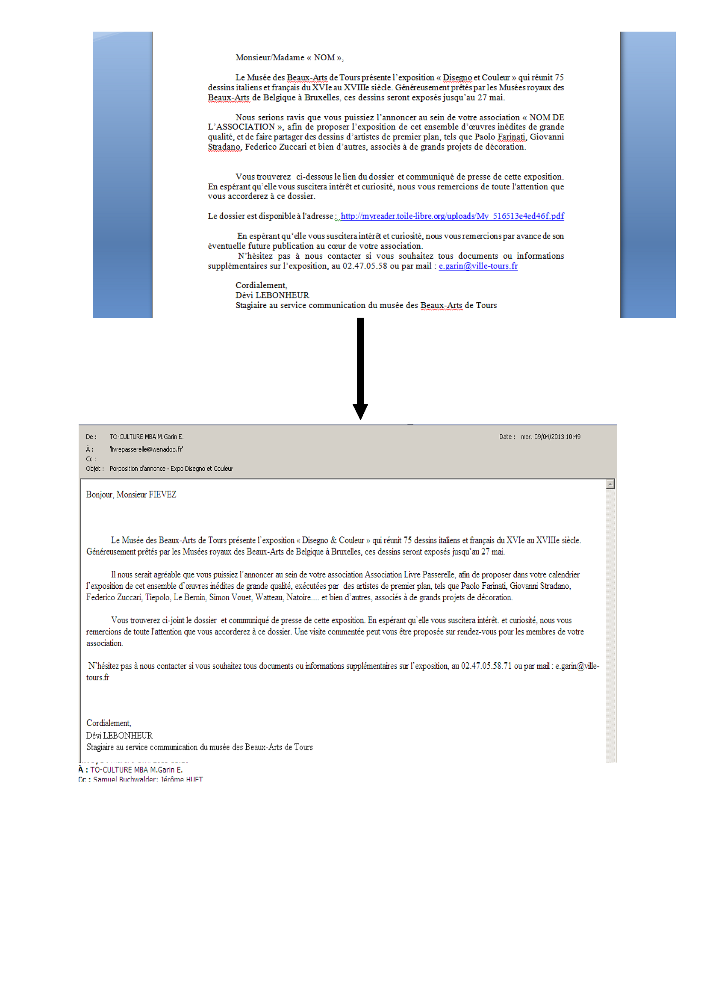 Monsieur/Madame « NOM »,
Le Musée des Beaux-Arts de Tours présente l’exposition « Disegno et Couleur » qui réunit 75
dessins italiens et français du XVIe au XVIIIe siècle. Généreusement prêtés par les Musées royaux des
Beaux-Arts de Belgique à Bruxelles, ces dessins seront exposés jusqu’au 27 mai.
Nous serions ravis que vous puissiez l’annoncer au sein de votre association « NOM DE
L’ASSOCIATION », afin de proposer l’exposition de cet ensemble d’œuvres inédites de grande
qualité, et de faire partager des dessins d’artistes de premier plan, tels que Paolo Farinati, Giovanni
Stradano, Federico Zuccari et bien d’autres, associés à de grands projets de décoration.
Vous trouverez ci-dessous le lien du dossier et communiqué de presse de cette exposition.
En espérant qu’elle vous suscitera intérêt et curiosité, nous vous remercions de toute l'attention que
vous accorderez à ce dossier.
Le dossier est disponible à l'adresse : http://myreader.toile-libre.org/uploads/My_516513e4ed46f.pdf
En espérant qu’elle vous suscitera intérêt et curiosité, nous vous remercions par avance de son
éventuelle future publication au cœur de votre association.
N’hésitez pas à nous contacter si vous souhaitez tous documents ou informations
supplémentaires sur l’exposition, au 02.47.05.58 ou par mail : e.garin@ville-tours.fr
Cordialement,
Dévi LEBONHEUR
Stagiaire au service communication du musée des Beaux-Arts de Tours
De : TO-CULTURE MBA M.Garin E. Date : mar. 09/04/2013 10:49
À : 'livrepasserelle@wanadoo.fr'
Cc :
Objet : Porposition d'annonce - Expo Disegno et Couleur
Bonjour, Monsieur FIEVEZ
Le Musée des Beaux-Arts de Tours présente l’exposition « Disegno & Couleur » qui réunit 75 dessins italiens et français du XVIe au XVIIIe siècle.
Généreusement prêtés par les Musées royaux des Beaux-Arts de Belgique à Bruxelles, ces dessins seront exposés jusqu’au 27 mai.
Il nous serait agréable que vous puissiez l’annoncer au sein de votre association Association Livre Passerelle, afin de proposer dans votre calendrier
l’exposition de cet ensemble d’œuvres inédites de grande qualité, exécutées par des artistes de premier plan, tels que Paolo Farinati, Giovanni Stradano,
Federico Zuccari, Tiepolo, Le Bernin, Simon Vouet, Watteau, Natoire.... et bien d’autres, associés à de grands projets de décoration.
Vous trouverez ci-joint le dossier et communiqué de presse de cette exposition. En espérant qu’elle vous suscitera intérêt. et curiosité, nous vous
remercions de toute l'attention que vous accorderez à ce dossier. Une visite commentée peut vous être proposée sur rendez-vous pour les membres de votre
association.
N’hésitez pas à nous contacter si vous souhaitez tous documents ou informations supplémentaires sur l’exposition, au 02.47.05.58.71 ou par mail : e.garin@ville-
tours.fr
Cordialement,
Dévi LEBONHEUR
Stagiaire au service communication du musée des Beaux-Arts de Tours
À : TO-CULTURE MBA M.Garin E.
Cc : Samuel Buchwalder; Jérôme HUET